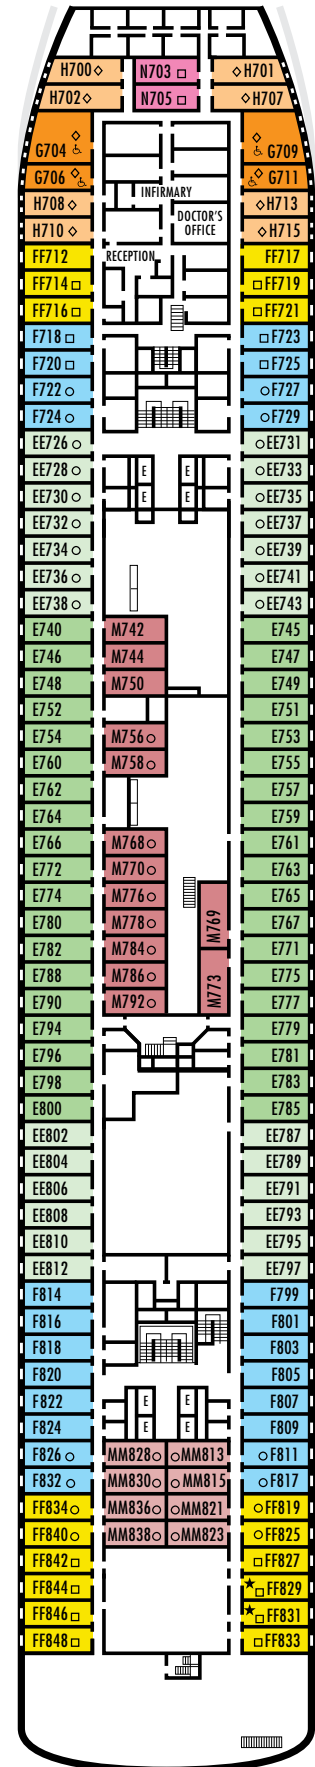 H700 N703 H701
H702 N705 H707
G704 G709
G706 INFIRMARY G711
H708 DOCTOR'S H713
H710 OFFICE H715
FF712 RECEPTION FF717
FF714 FF719
FF716 FF721
F718 F723
F720 F725
F722 F727
F724 F729
EE726 EE731
EE728 E E EE733
EE730 E E EE735
EE732 EE737
EE734 EE739
EE736 EE741
EE738 EE743
E740 M742 E745
E746 M744 E747
E748 M750 E749
E752 E751
E754 M756 E753
E760 M758 E755
E762 E757
E764 E759
E766 M768 E761
E772 M770 E763
E774 M776 M769 E765
E780 M778 E767
E782 M784 E771
E788 M786 M773 E775
E790 M792 E777
E794 E779
E796 E781
E798 E783
E800 E785
EE802 EE787
EE804 EE789
EE806 EE791
EE808 EE793
EE810 EE795
EE812 EE797
F814 F799
F816 F801
F818 F803
F820 F805
F822 E E F807
F824 E E F809
F826 MM828 MM813 F811
F832 MM830 MM815 F817
FF834 MM836 MM821 FF819
FF840 MM838 MM823 FF825
FF842 FF827
FF844 FF829
FF846 FF831
FF848 FF833